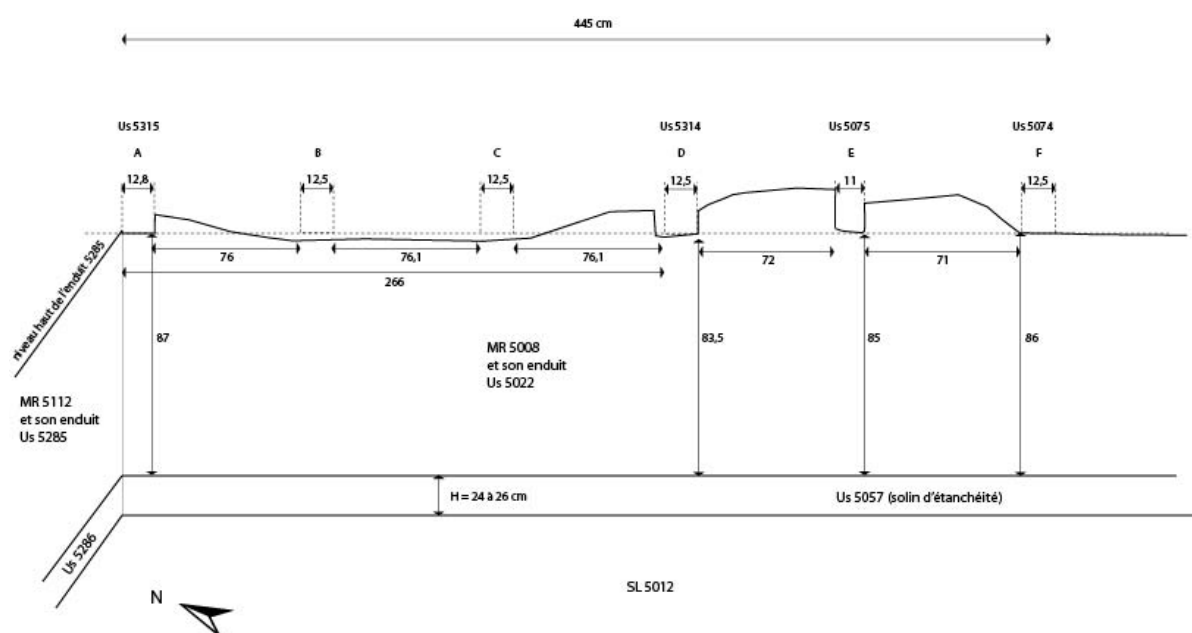 445 cm
Us 5315
Us 5314
Us 5075
Us 5074
A
B
C
D
E
F
12,8
12,5
12,5
12,5
11
12,5
niveau haut de l'enduit 5285
76
76,1
76,1
72
71
266
87
83,5
85
86
MR 5008
et son enduit
Us 5022
MR 5112
et son enduit
Us 5285
H = 24 à 26 cm
Us 5057 (solin d'étanchéité)
Us 5286
SL 5012
N